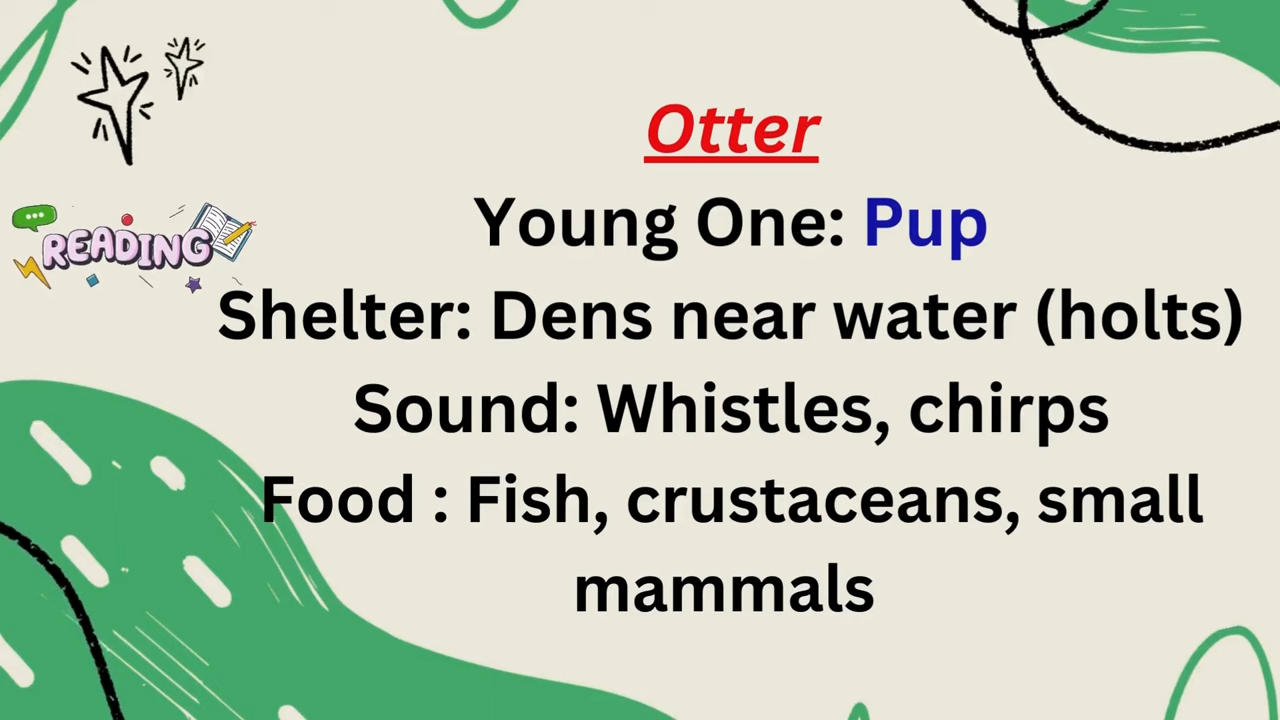 Otter
Young One: Pup
READING
Shelter: Dens near water (holts)
Sound: Whistles, chirps
Food : Fish, crustaceans, small
mammals